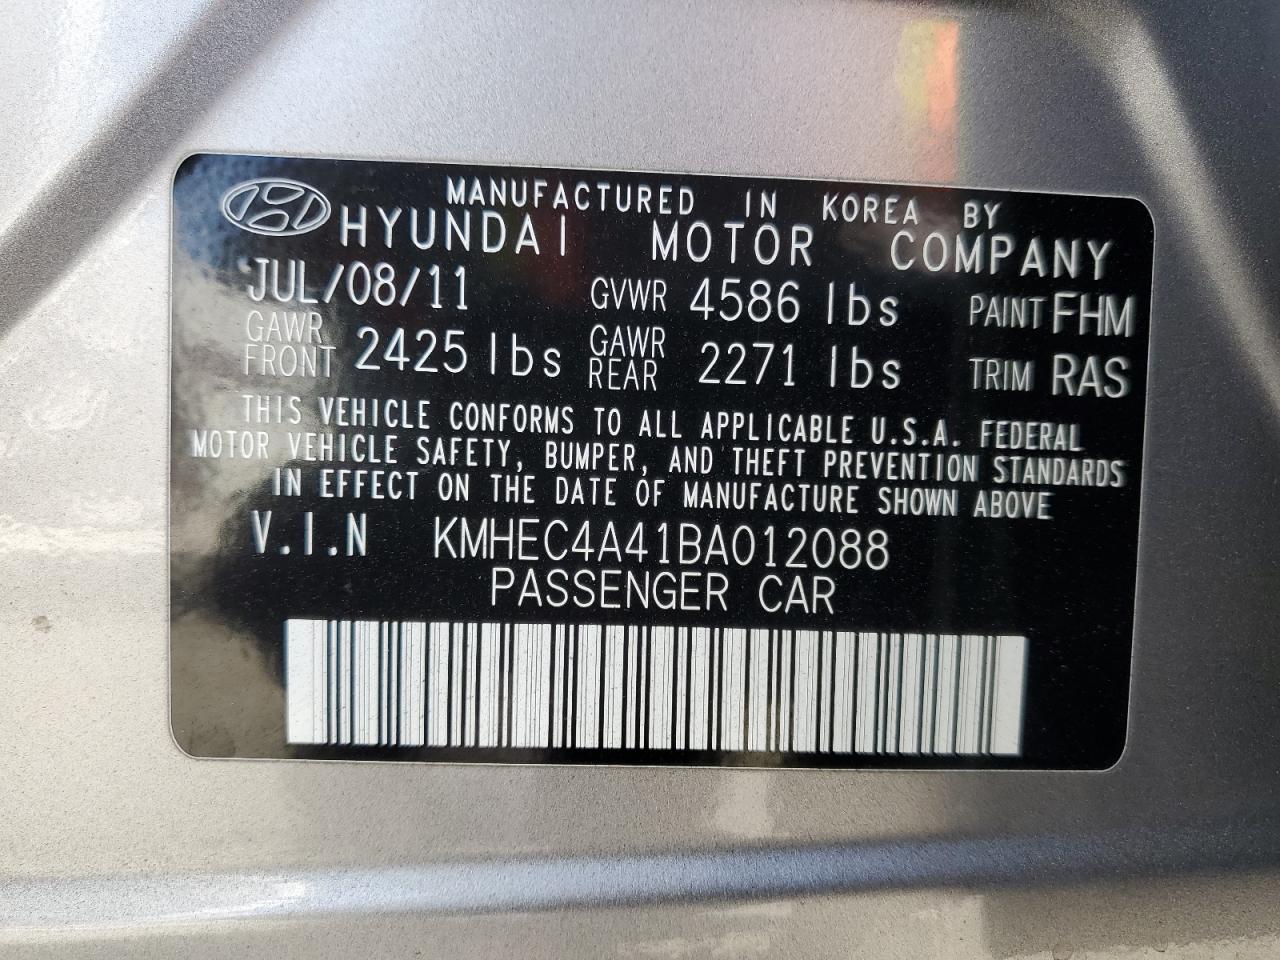 MANUFACTURED IN KOREA BY
HYUNDAI MOTOR COMPANY
JUL/08/11 GVWR 4586 lbs PAINT FHM
GAWR FRONT 2425 lbs GAWR REAR 2271 lbs TRIM RAS
THIS VEHICLE CONFORMS TO ALL APPLICABLE U.S.A. FEDERAL
MOTOR VEHICLE SAFETY, BUMPER, AND THEFT PREVENTION STANDARDS
IN EFFECT ON THE DATE OF MANUFACTURE SHOWN ABOVE
V.I.N KMHEC4A41BA012088
PASSENGER CAR